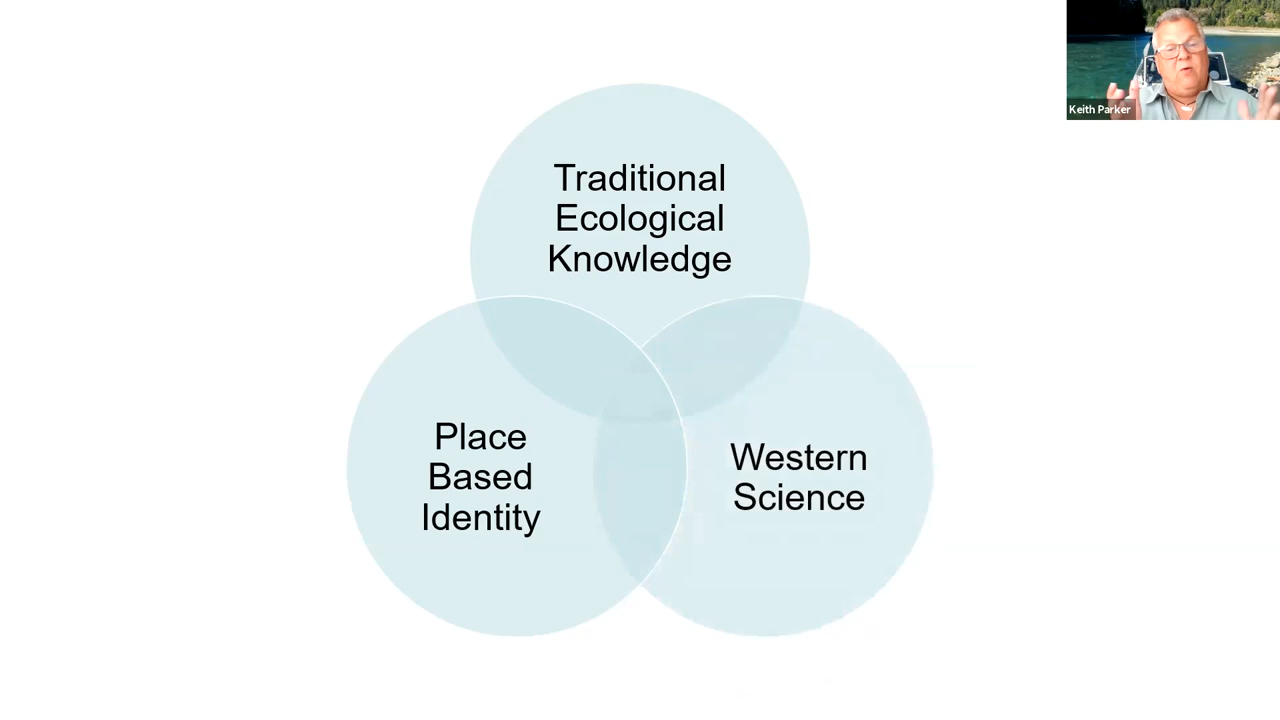 Keith Parker
Traditional
Ecological
Knowledge
Place
Based
Identity
Western
Science